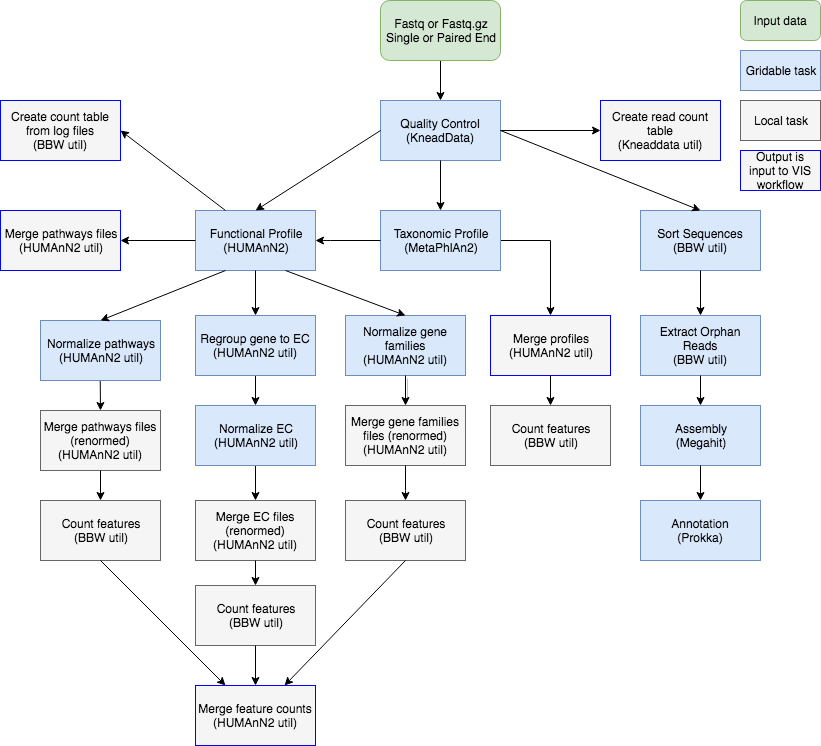 Fastq or Fastq.gz
Single or Paired End
Input data
Gridable task
Local task
Output is
input to VIS
workflow
Create count table
from log files
(BBW util)
Quality Control
(KneadData)
Create read count
table
(Kneaddata util)
Merge pathways files
(HUMAnN2 util)
Functional Profile
(HUMAnN2)
Taxonomic Profile
(MetaPhlAn2)
Sort Sequences
(BBW util)
Normalize pathways
(HUMAnN2 util)
Regroup gene to EC
(HUMAnN2 util)
Normalize gene
families
(HUMAnN2 util)
Merge profiles
(HUMAnN2 util)
Extract Orphan
Reads
(BBW util)
Merge pathways files
(renormed)
(HUMAnN2 util)
Normalize EC
(HUMAnN2 util)
Merge gene families
files (renormed)
(HUMAnN2 util)
Count features
(BBW util)
Assembly
(Megahit)
Count features
(BBW util)
Merge EC files
(renormed)
(HUMAnN2 util)
Count features
(BBW util)
Annotation
(Prokka)
Count features
(BBW util)
Merge feature counts
(HUMAnN2 util)